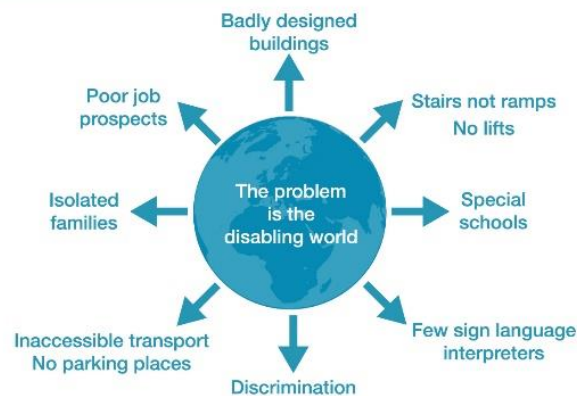 Badly designed
buildings
Poor job
prospects
Stairs not ramps
No lifts
Isolated
families
The problem
is the
disabling world
Special
schools
Inaccessible transport
No parking places
Few sign language
interpreters
Discrimination